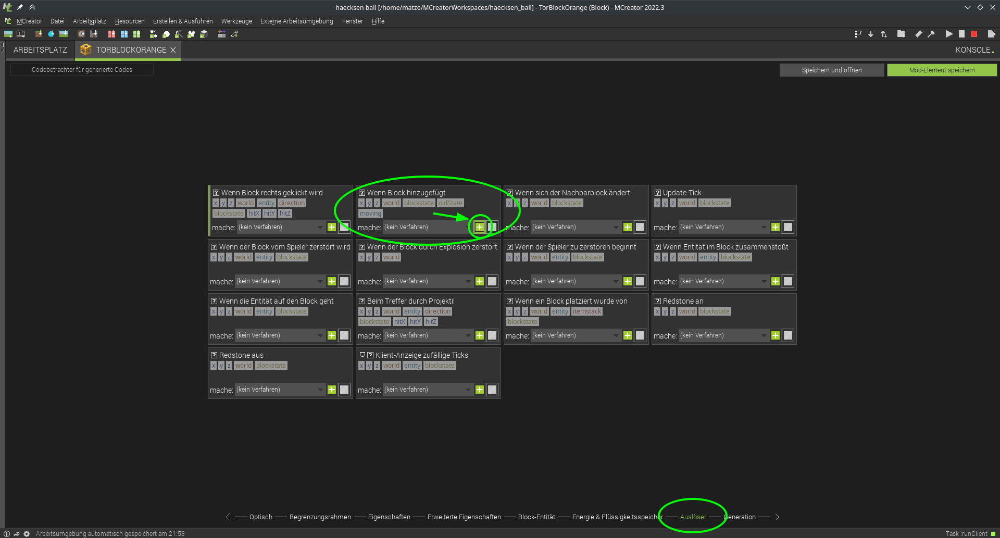 haecksen ball [/home/matze/MCreatorWorkspaces/haecksen_ball] - TorBlockOrange (Block) - MCreator 2022.3
MCreator Datei Arbeitsplatz Resourcen Erstellen & Ausführen Werkzeuge Externe Arbeitsumgebung Fenster Hilfe
ARBEITSPLATZ TORBLOCKORANGE KONSOLE
Codebetrachter für generierte Codes Speichern und öffnen Mod-Element speichern
Wenn Block rechts geklickt wird
x y z world entity direction
blockstate hitX hitY hitZ
mache: (kein Verfahren)
Wenn Block hinzugefügt
x y z world blockstate oldState
moving
mache: (kein Verfahren)
Wenn sich der Nachbarblock ändert
x y z world blockstate
mache: (kein Verfahren)
Update-Tick
x y z world blockstate
mache: (kein Verfahren)
Wenn der Block vom Spieler zerstört wird
x y z world entity blockstate
mache: (kein Verfahren)
Wenn der Block durch Explosion zerstört
x y z world
mache: (kein Verfahren)
Wenn der Spieler zu zerstören beginnt
x y z world entity blockstate
mache: (kein Verfahren)
Wenn Entität im Block zusammenstößt
x y z world entity blockstate
mache: (kein Verfahren)
Wenn die Entität auf den Block geht
x y z world entity blockstate
mache: (kein Verfahren)
Beim Treffer durch Projektil
x y z world entity direction
blockstate hitX hitY hitZ
mache: (kein Verfahren)
Wenn ein Block platziert wurde von
x y z world entity itemstack
blockstate
mache: (kein Verfahren)
Redstone an
x y z world blockstate
mache: (kein Verfahren)
Redstone aus
x y z world blockstate
mache: (kein Verfahren)
Klient-Anzeige zufällige Ticks
x y z world entity blockstate
mache: (kein Verfahren)
Optisch Begrenzungsrahmen Eigenschaften Erweiterte Eigenschaften Block-Entität Energie & Flüssigkeitsspeicher Auslöser Generation
Arbeitsumgebung automatisch gespeichert am 21:53 Task :runClient